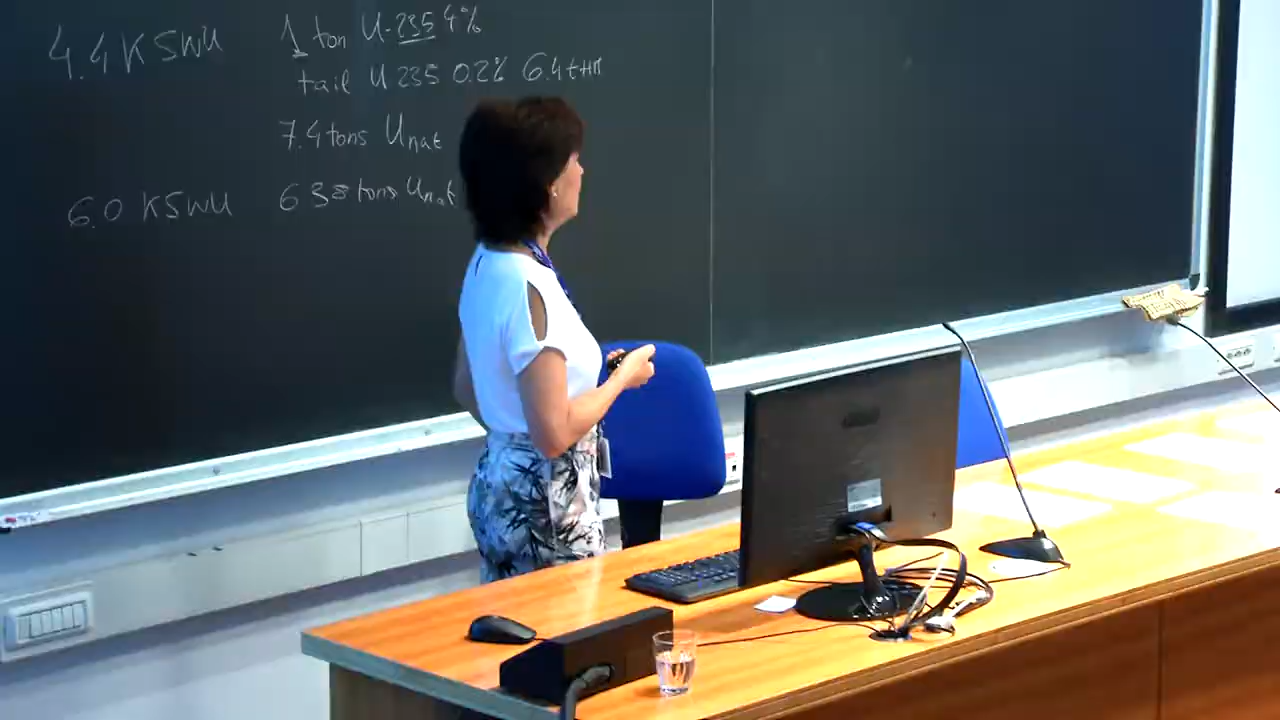 4.4 KSWU
1 ton U-235 4%
tail U 235 0.2% 6.4 tHM
7.4 tons Unat
6.0 KSWU
6 38 tons Unat